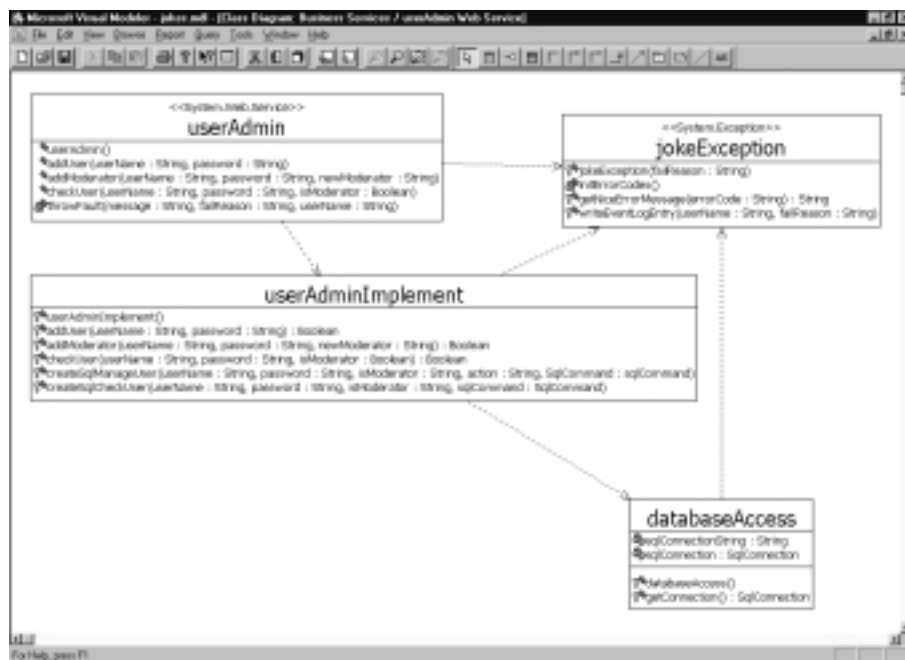 Microsoft Visual Modeler - jokes.mdl - [Class Diagram: Business Services / userAdmin Web Service]
File Edit View Browse Report Query Tools Window Help
<<System.Web.Service>>
userAdmin
userAdmin()
addUser(userName : String, password : String)
addModerator(userName : String, password : String, newModerator : String)
checkUser(userName : String, password : String, isModerator : Boolean)
throwFault(message : String, failReason : String, userName : String)
<<System.Exception>>
jokeException
jokeException(failReason : String)
initErrorCodes()
getNiceErrorMessage(errorCode : String) : String
writeEventLogEntry(userName : String, failReason : String)
userAdminImplement
userAdminImplement()
addUser(userName : String, password : String) : Boolean
addModerator(userName : String, password : String, newModerator : String) : Boolean
checkUser(userName : String, password : String, isModerator : Boolean) : Boolean
createSqlManageUser(userName : String, password : String, isModerator : String, action : String, SqlCommand : sqlCommand)
createSqlCheckUser(userName : String, password : String, isModerator : String, sqlCommand : SqlCommand)
databaseAccess
sqlConnectionString : String
sqlConnection : SqlConnection
databaseAccess()
getConnection() : SqlConnection
For Help, press F1